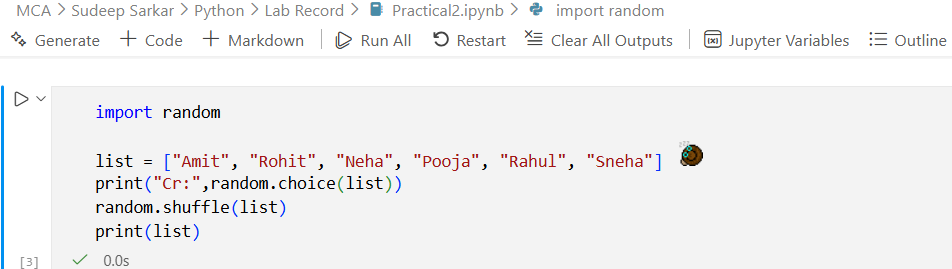 MCA > Sudeep Sarkar > Python > Lab Record > Practical2.ipynb > import random
Generate + Code + Markdown Run All Restart Clear All Outputs Jupyter Variables Outline
import random
list = ["Amit", "Rohit", "Neha", "Pooja", "Rahul", "Sneha"]
print("Cr:",random.choice(list))
random.shuffle(list)
print(list)
[3] 0.0s